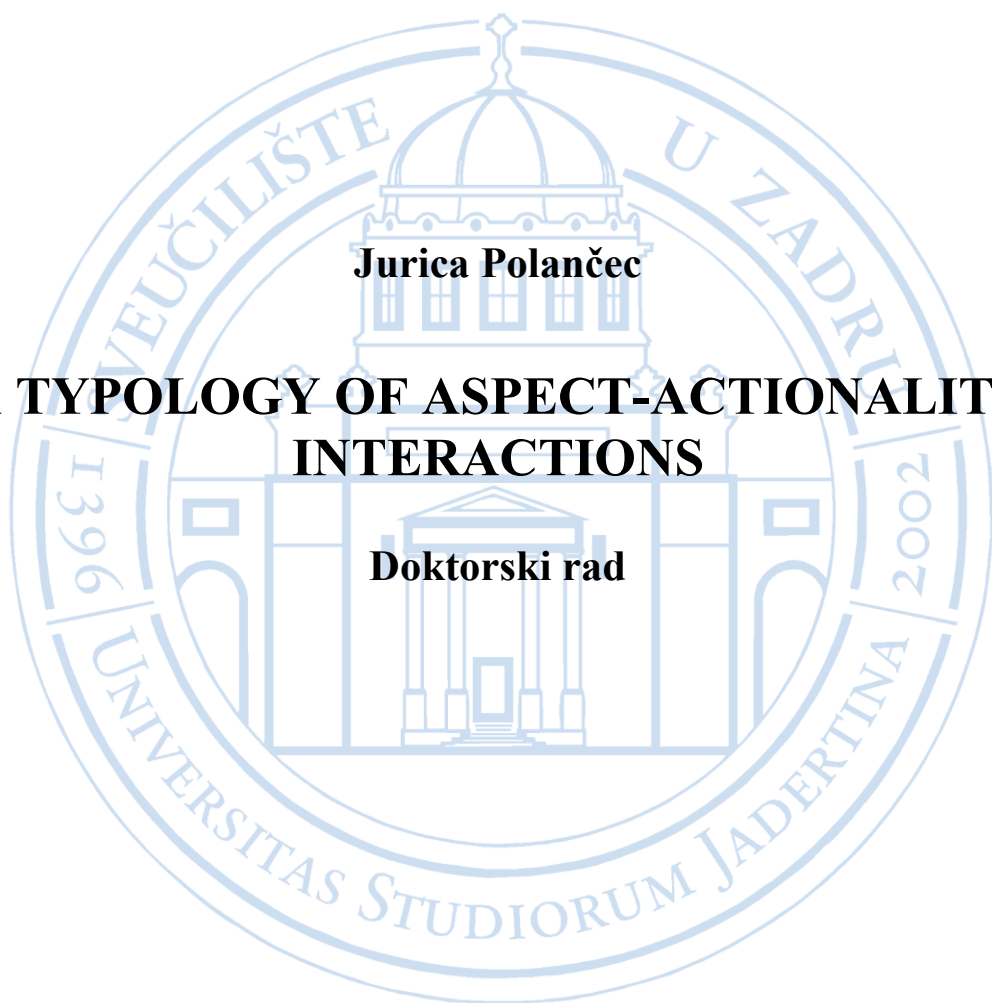 SVEUČILIŠTE U ZADRU
Jurica Polančec
TYPOLOGY OF ASPECT-ACTIONALIT
INTERACTIONS
1396
2002
Doktorski rad
UNIVERSITAS STUDIORUM JADERTINA